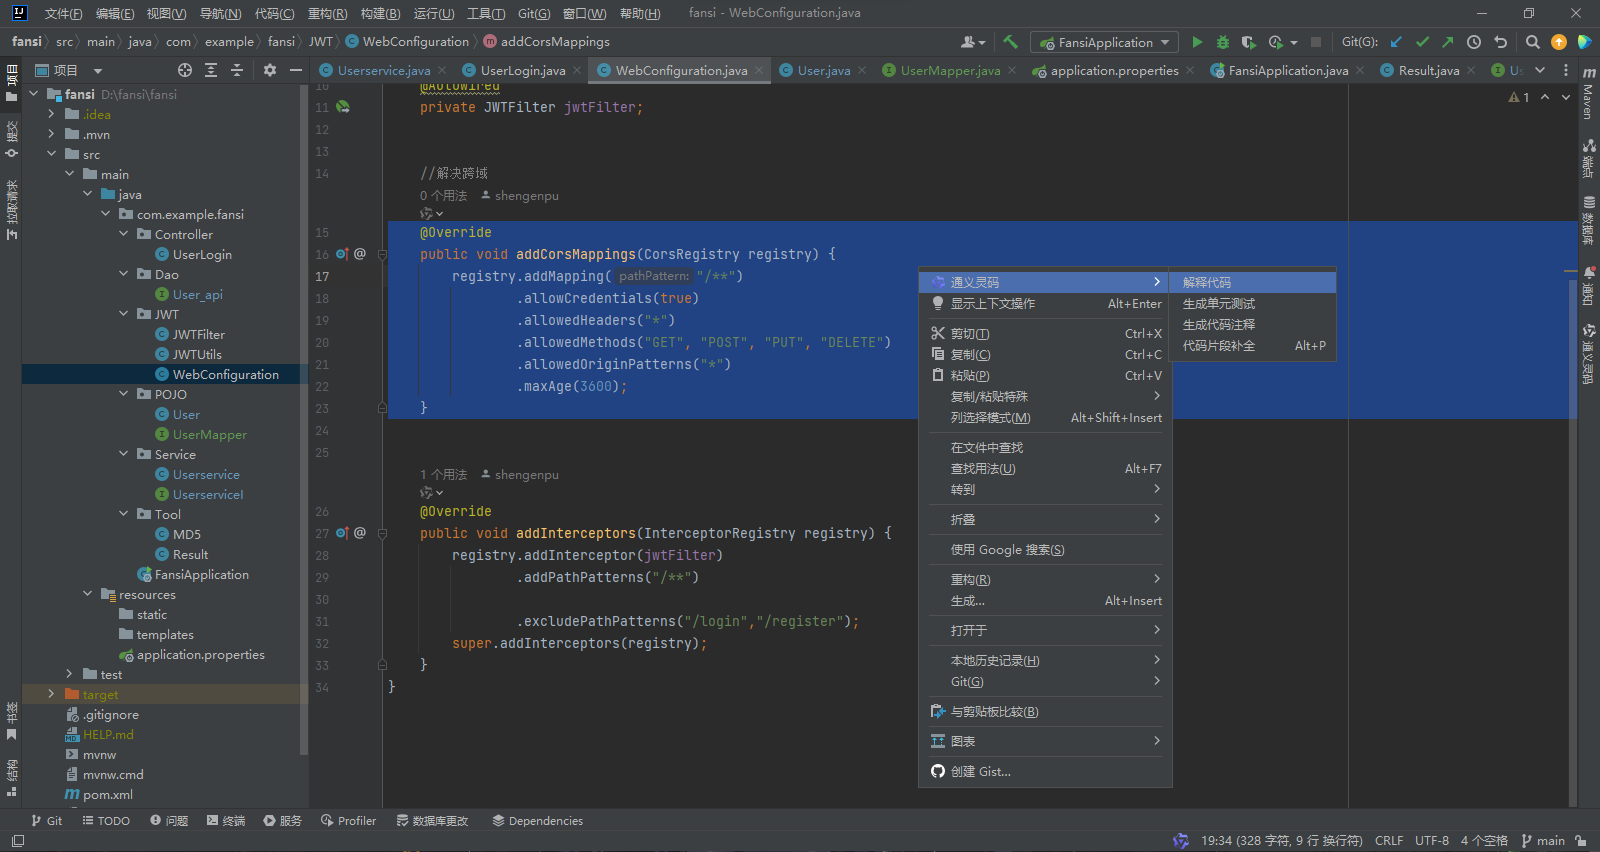 文件(F) 编辑(E) 视图(V) 导航(N) 代码(C) 重构(R) 构建(B) 运行(U) 工具(T) Git(G) 窗口(W) 帮助(H) fansi - WebConfiguration.java
fansi src main java com example fansi JWT WebConfiguration addCorsMappings FansiApplication Git(G):
项目 Userservice.java UserLogin.java WebConfiguration.java User.java UserMapper.java application.properties FansiApplication.java Result.java
项目
提交
拉取请求
书签
结构
fansi D:\fansi\fansi
.idea
.mvn
src
main
java
com.example.fansi
Controller
UserLogin
Dao
User_api
JWT
JWTFilter
JWTUtils
WebConfiguration
POJO
User
UserMapper
Service
Userservice
Userservicel
Tool
MD5
Result
FansiApplication
resources
static
templates
application.properties
test
target
.gitignore
HELP.md
mvnw
mvnw.cmd
pom.xml
10 @Autowired
11 private JWTFilter jwtFilter;
12
13
14 //解决跨域
0 个用法 shengenpu
15 @Override
16 @ public void addCorsMappings(CorsRegistry registry) {
17 registry.addMapping( pathPattern: "/**")
18 .allowCredentials(true)
19 .allowedHeaders("*")
20 .allowedMethods("GET", "POST", "PUT", "DELETE")
21 .allowedOriginPatterns("*")
22 .maxAge(3600);
23 }
24
25
1 个用法 shengenpu
26 @Override
27 @ public void addInterceptors(InterceptorRegistry registry) {
28 registry.addInterceptor(jwtFilter)
29 .addPathPatterns("/**")
30
31 .excludePathPatterns("/login","/register");
32 super.addInterceptors(registry);
33 }
34 }
1
通义灵码
显示上下文操作 Alt+Enter
剪切(T) Ctrl+X
复制(C) Ctrl+C
粘贴(P) Ctrl+V
复制/粘贴特殊
列选择模式(M) Alt+Shift+Insert
在文件中查找
查找用法(U) Alt+F7
转到
折叠
使用 Google 搜索(S)
重构(R)
生成... Alt+Insert
打开于
本地历史记录(H)
Git(G)
与剪贴板比较(B)
图表
创建 Gist...
解释代码
生成单元测试
生成代码注释
代码片段补全 Alt+P
Maven
端点
数据库
通知
通义灵码
Git TODO 问题 终端 服务 Profiler 数据库更改 Dependencies
19:34 (328 字符, 9 行 换行符) CRLF UTF-8 4 个空格 main